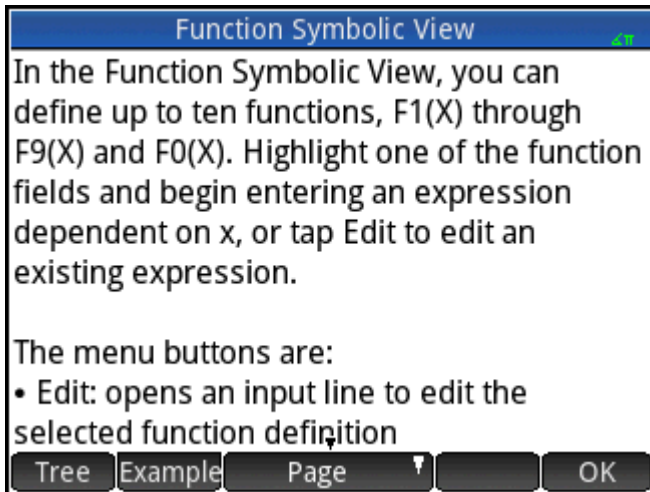 Function Symbolic View
∡π
In the Function Symbolic View, you can
define up to ten functions, F1(X) through
F9(X) and F0(X). Highlight one of the function
fields and begin entering an expression
dependent on x, or tap Edit to edit an
existing expression.
The menu buttons are:
• Edit: opens an input line to edit the
selected function definition
Tree Example Page OK